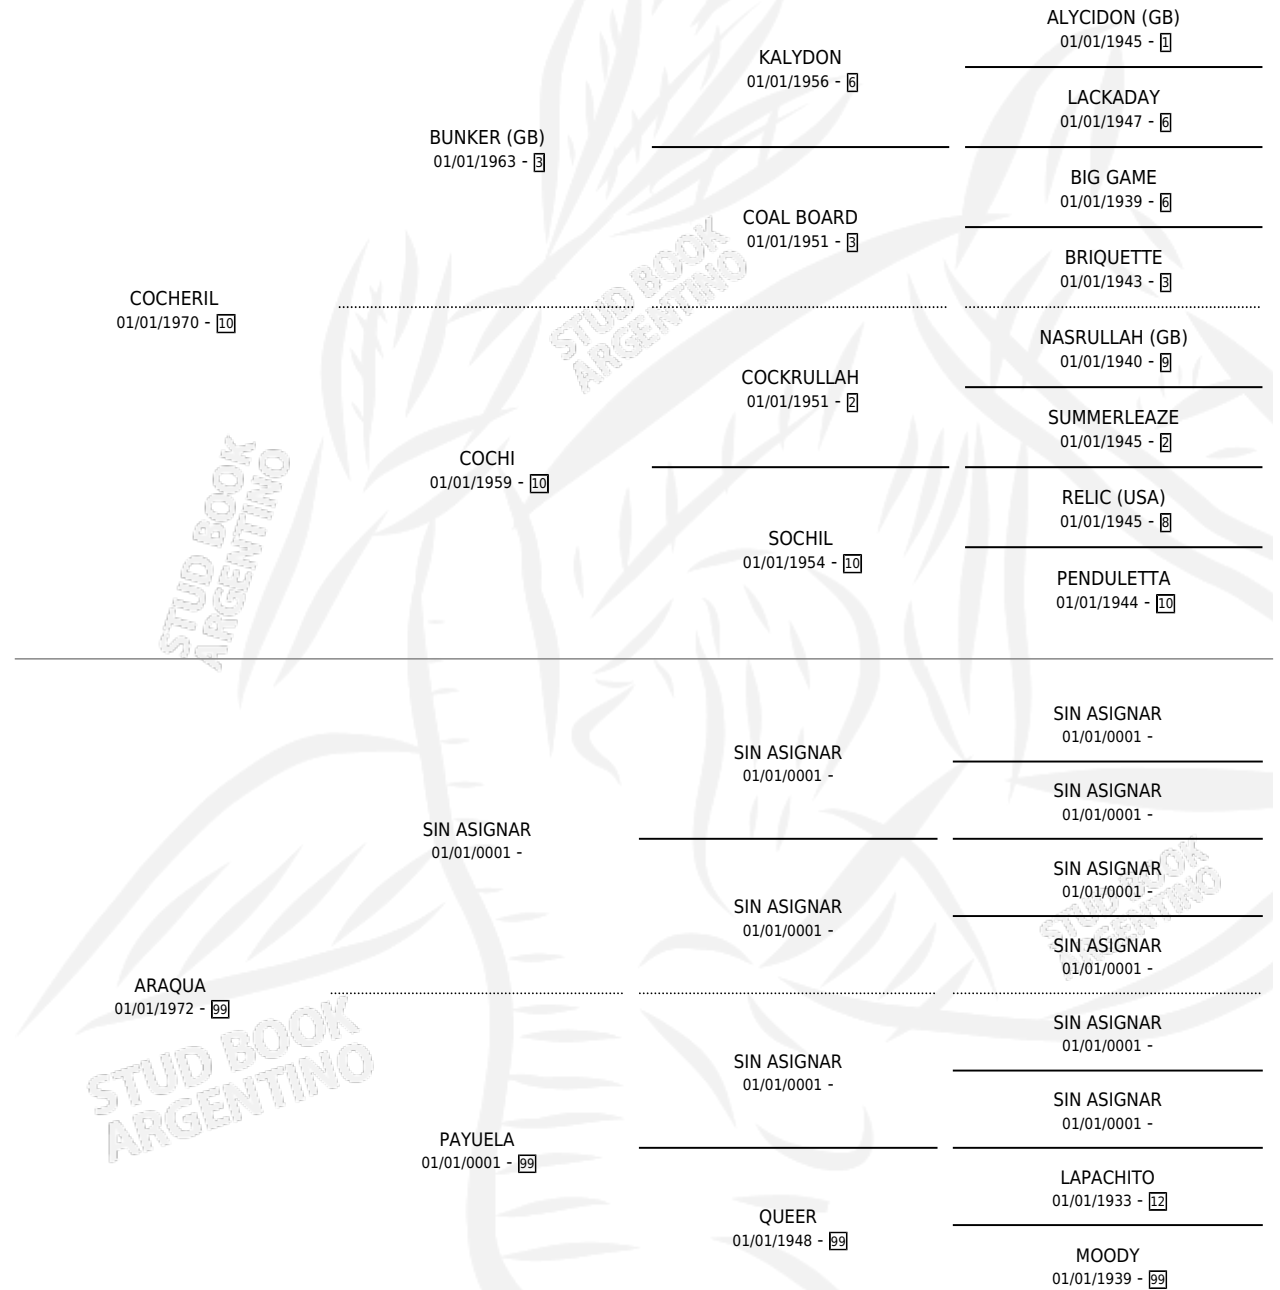 ALYCIDON (GB)
01/01/1945 - 1
KALYDON
01/01/1956 - 6
LACKADAY
01/01/1947 - 6
BUNKER (GB)
01/01/1963 - 3
BIG GAME
01/01/1939 - 6
COAL BOARD
01/01/1951 - 3
BRIQUETTE
01/01/1943 - 3
COCHERIL
01/01/1970 - 10
NASRULLAH (GB)
01/01/1940 - 9
COCKRULLAH
01/01/1951 - 2
SUMMERLEAZE
01/01/1945 - 2
COCHI
01/01/1959 - 10
RELIC (USA)
01/01/1945 - 8
SOCHIL
01/01/1954 - 10
PENDULETTA
01/01/1944 - 10
SIN ASIGNAR
01/01/0001 -
SIN ASIGNAR
01/01/0001 -
SIN ASIGNAR
01/01/0001 -
SIN ASIGNAR
01/01/0001 -
SIN ASIGNAR
01/01/0001 -
SIN ASIGNAR
01/01/0001 -
SIN ASIGNAR
01/01/0001 -
ARAQUA
01/01/1972 - 99
SIN ASIGNAR
01/01/0001 -
SIN ASIGNAR
01/01/0001 -
SIN ASIGNAR
01/01/0001 -
PAYUELA
01/01/0001 - 99
LAPACHITO
01/01/1933 - 12
QUEER
01/01/1948 - 99
MOODY
01/01/1939 - 99
STUD BOOK
ARGENTINO
STUD BOOK
ARGENTINO
STUD BOOK
ARGENTINO
STUD BOOK
ARGENTINO